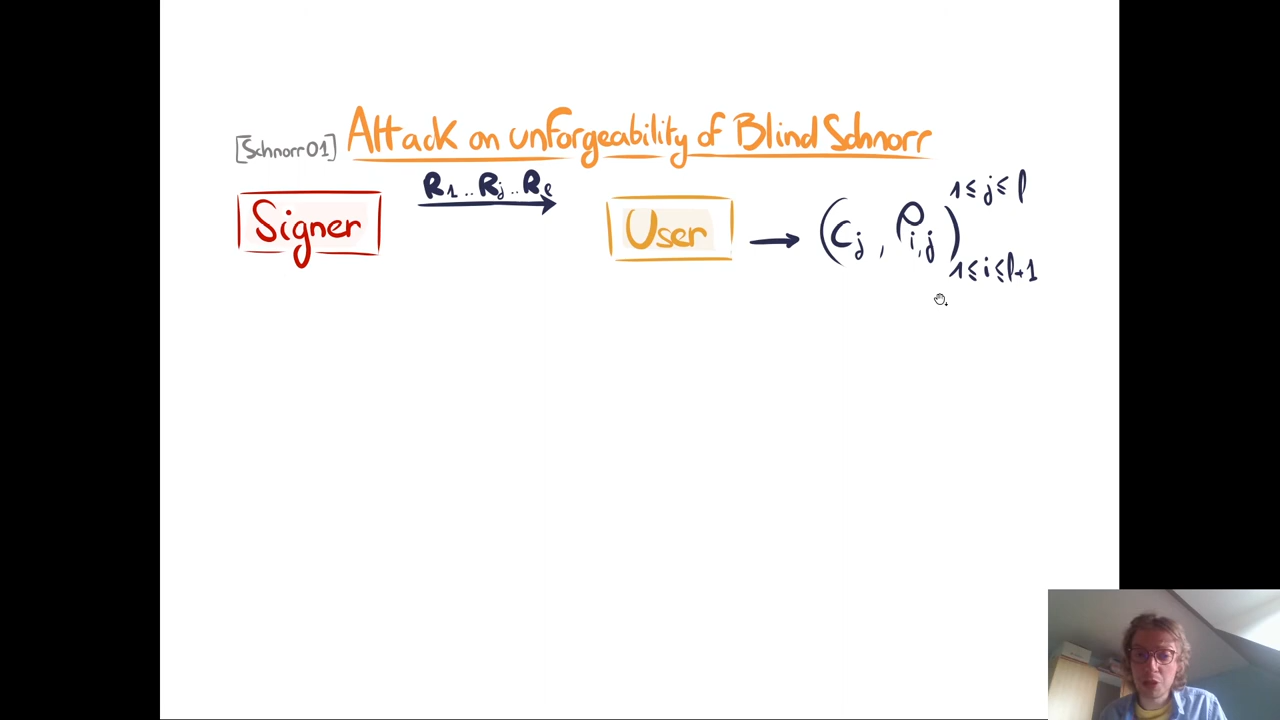 [Schnorr01] Attack on unforgeability of Blind Schnorr
R₁ .. Rⱼ .. Rₗ
Signer
User
→ (cⱼ , ρᵢ,ⱼ) 1 ≤ j ≤ l
1 ≤ i ≤ l+1